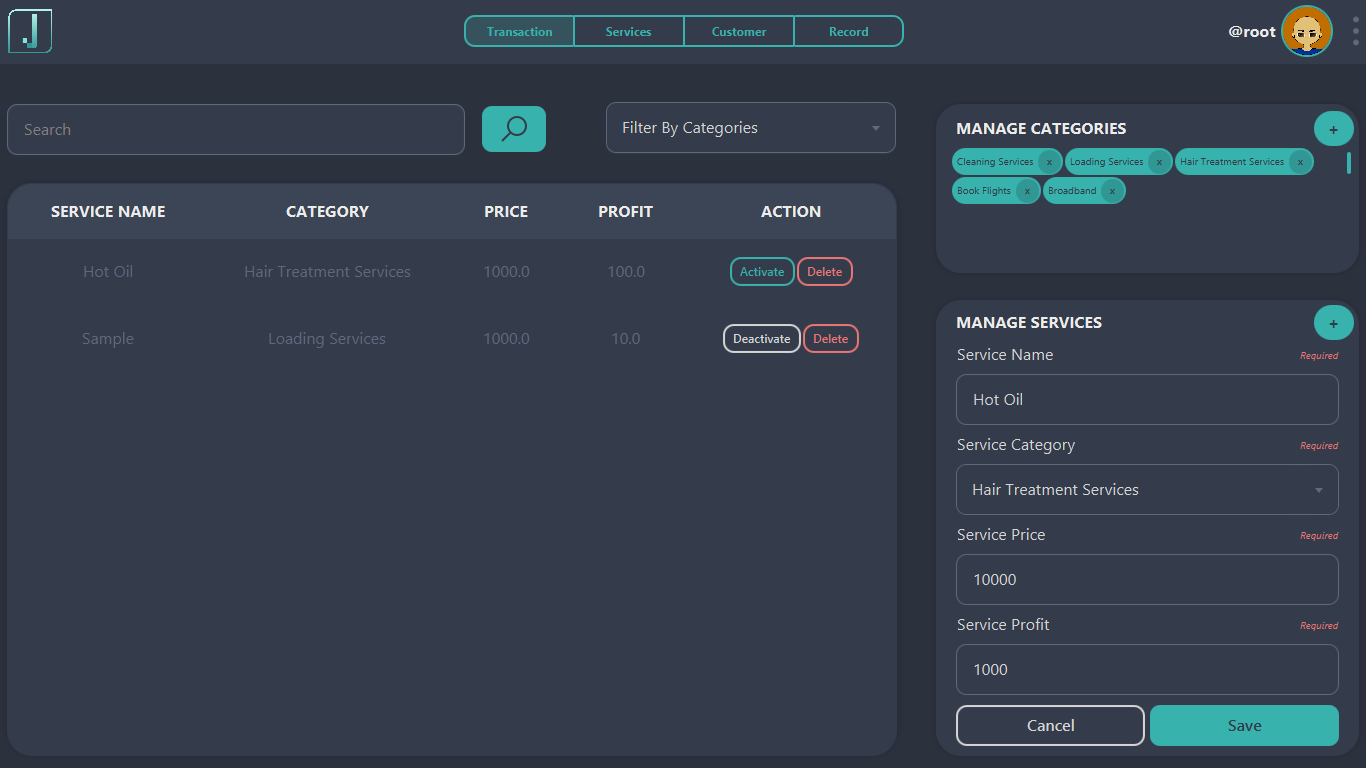 J
Transaction Services Customer Record
@root
Search
Filter By Categories
MANAGE CATEGORIES
+
Cleaning Services x Loading Services x Hair Treatment Services x
Book Flights x Broadband x
SERVICE NAME CATEGORY PRICE PROFIT ACTION
Hot Oil Hair Treatment Services 1000.0 100.0 Activate Delete
Sample Loading Services 1000.0 10.0 Deactivate Delete
MANAGE SERVICES
+
Service Name Required
Hot Oil
Service Category Required
Hair Treatment Services
Service Price Required
10000
Service Profit Required
1000
Cancel Save